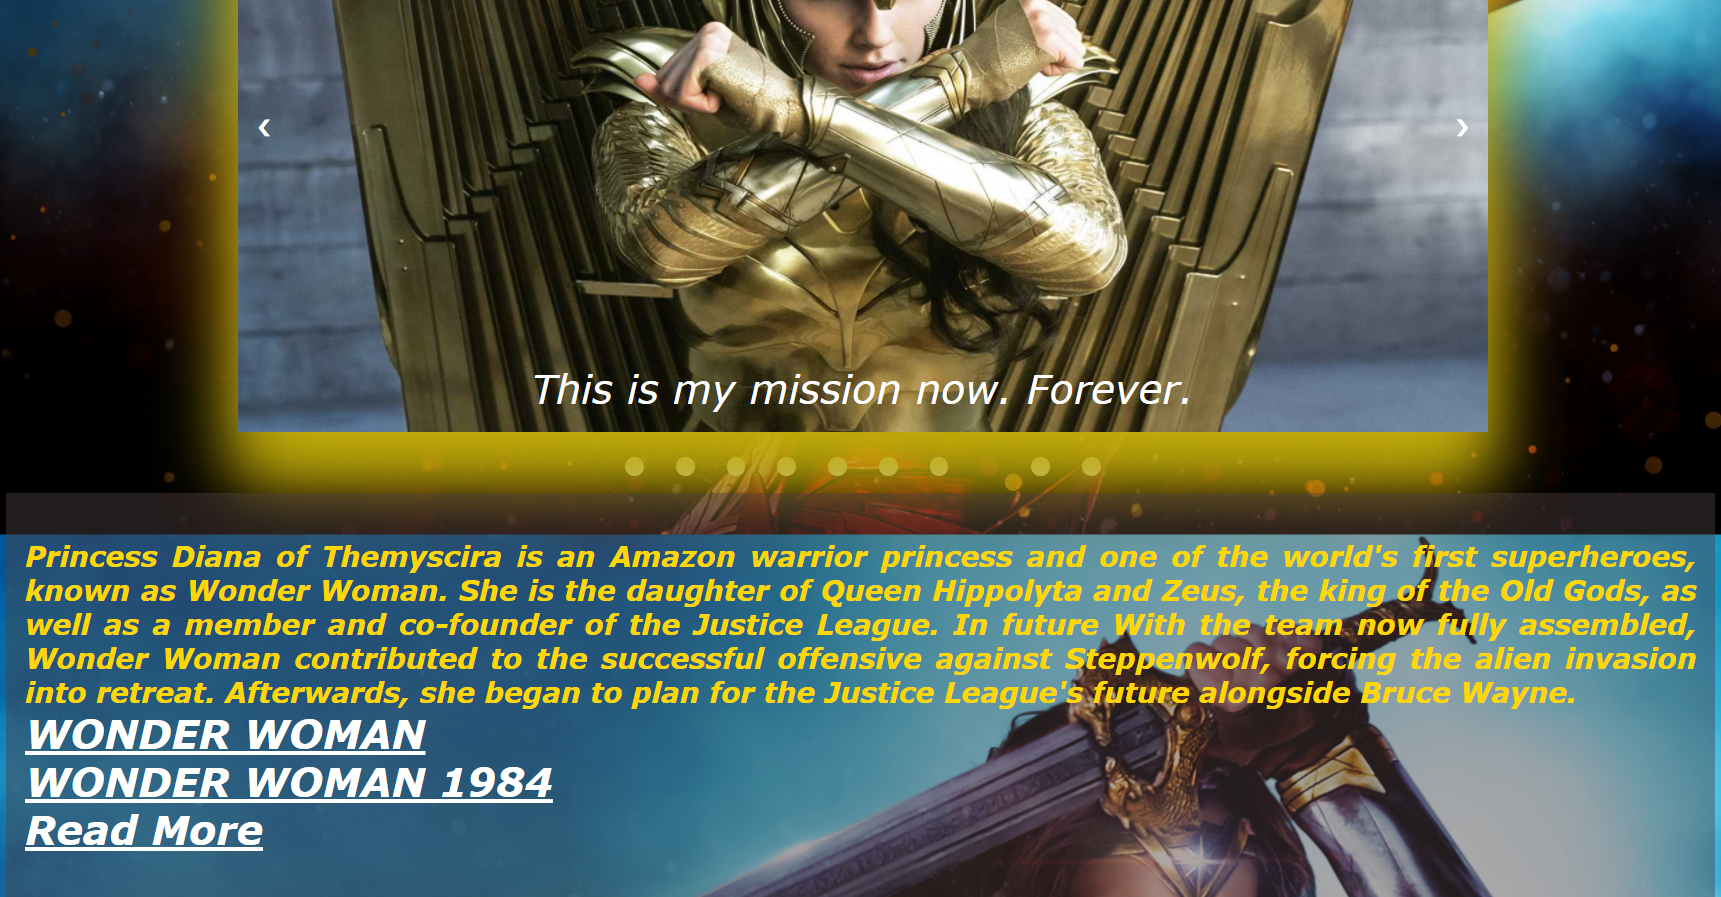 ‹
›
This is my mission now. Forever.
Princess Diana of Themyscira is an Amazon warrior princess and one of the world's first superheroes,
known as Wonder Woman. She is the daughter of Queen Hippolyta and Zeus, the king of the Old Gods, as
well as a member and co-founder of the Justice League. In future With the team now fully assembled,
Wonder Woman contributed to the successful offensive against Steppenwolf, forcing the alien invasion
into retreat. Afterwards, she began to plan for the Justice League's future alongside Bruce Wayne.
WONDER WOMAN
WONDER WOMAN 1984
Read More